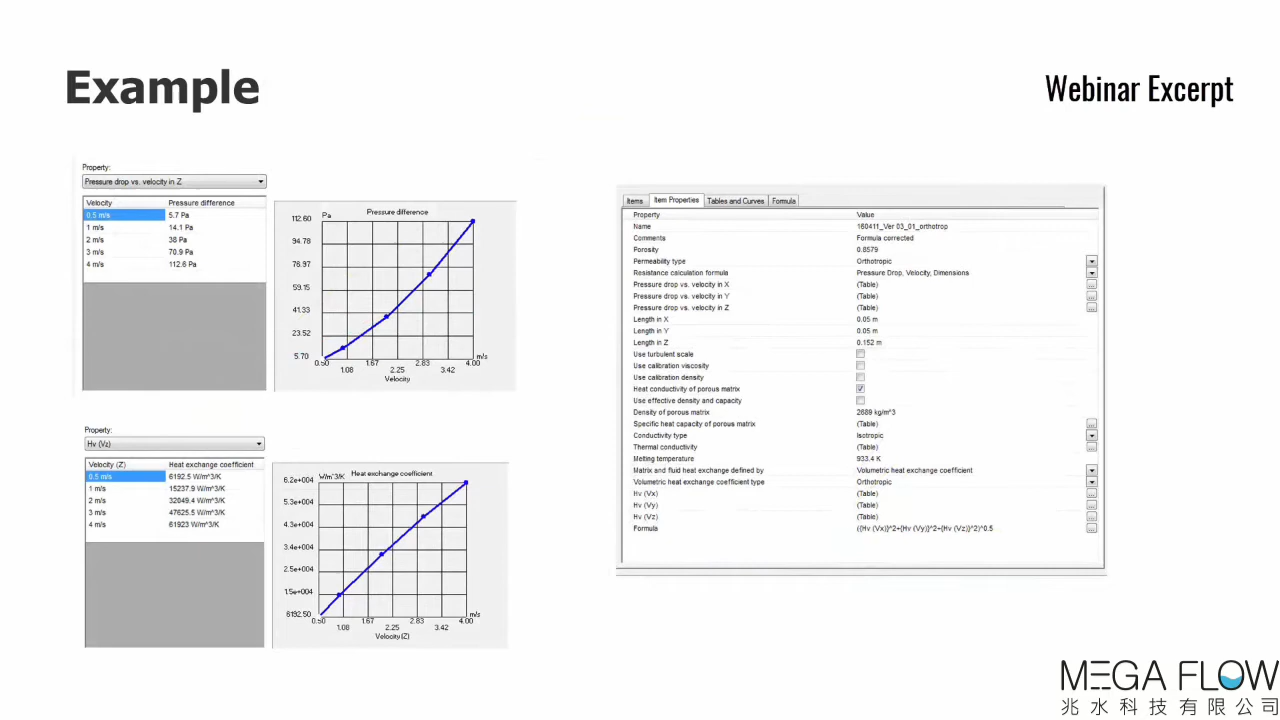 Example
Webinar Excerpt
Property:
Pressure drop vs. velocity in Z
Velocity Pressure difference
0.5 m/s 5.7 Pa
1 m/s 14.1 Pa
2 m/s 38 Pa
3 m/s 70.9 Pa
4 m/s 112.6 Pa
Pressure difference
Pa
112.60
94.78
76.97
59.15
41.33
23.52
5.70
0.50 1.67 2.83 4.00 m/s
1.08 2.25 3.42
Velocity
Property:
Hv (Vz)
Velocity (Z) Heat exchange coefficient
0.5 m/s 6192.5 W/m^3/K
1 m/s 15237.9 W/m^3/K
2 m/s 32049.4 W/m^3/K
3 m/s 47625.5 W/m^3/K
4 m/s 61923 W/m^3/K
W/m^3/K Heat exchange coefficient
6.2e+004
5.3e+004
4.3e+004
3.4e+004
2.5e+004
1.5e+004
6192.50
0.50 1.67 2.83 4.00 m/s
1.08 2.25 3.42
Velocity (Z)
Items Item Properties Tables and Curves Formula
Property Value
Name 160411_Ver 03_01_orthotrop
Comments Formula corrected
Porosity 0.8579
Permeability type Orthotropic
Resistance calculation formula Pressure Drop, Velocity, Dimensions
Pressure drop vs. velocity in X (Table)
Pressure drop vs. velocity in Y (Table)
Pressure drop vs. velocity in Z (Table)
Length in X 0.05 m
Length in Y 0.05 m
Length in Z 0.152 m
Use turbulent scale
Use calibration viscosity
Use calibration density
Heat conductivity of porous matrix
Use effective density and capacity
Density of porous matrix 2689 kg/m^3
Specific heat capacity of porous matrix (Table)
Conductivity type Isotropic
Thermal conductivity (Table)
Melting temperature 933.4 K
Matrix and fluid heat exchange defined by Volumetric heat exchange coefficient
Volumetric heat exchange coefficient type Orthotropic
Hv (Vx) (Table)
Hv (Vy) (Table)
Hv (Vz) (Table)
Formula ({Hv (Vx)}^2+{Hv (Vy)}^2+{Hv (Vz)}^2)^0.5
MEGA FLOW
兆水科技有限公司